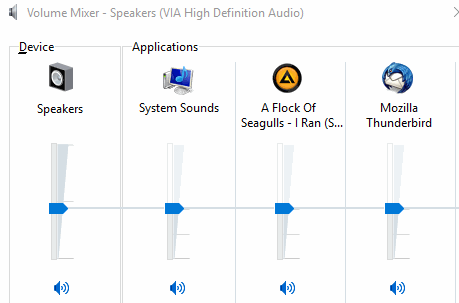 Volume Mixer - Speakers (VIA High Definition Audio)
Device
Applications
Speakers
System Sounds
A Flock Of
Seagulls - I Ran (S...
Mozilla
Thunderbird